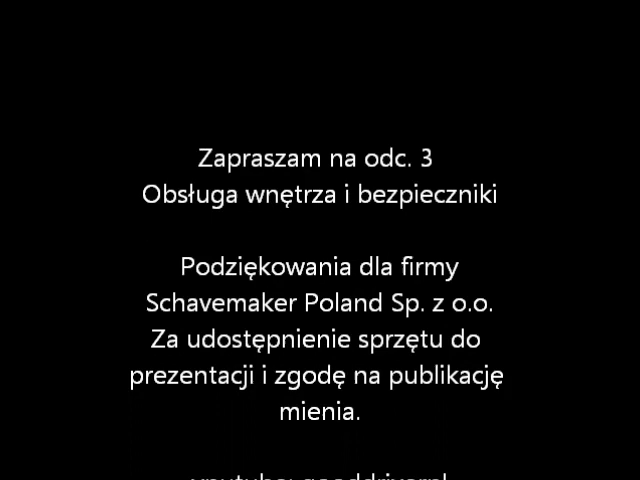 Zapraszam na odc. 3
Obsługa wnętrza i bezpieczniki
Podziękowania dla firmy
Schavemaker Poland Sp. z o.o.
Za udostępnienie sprzętu do
prezentacji i zgodę na publikację
mienia.